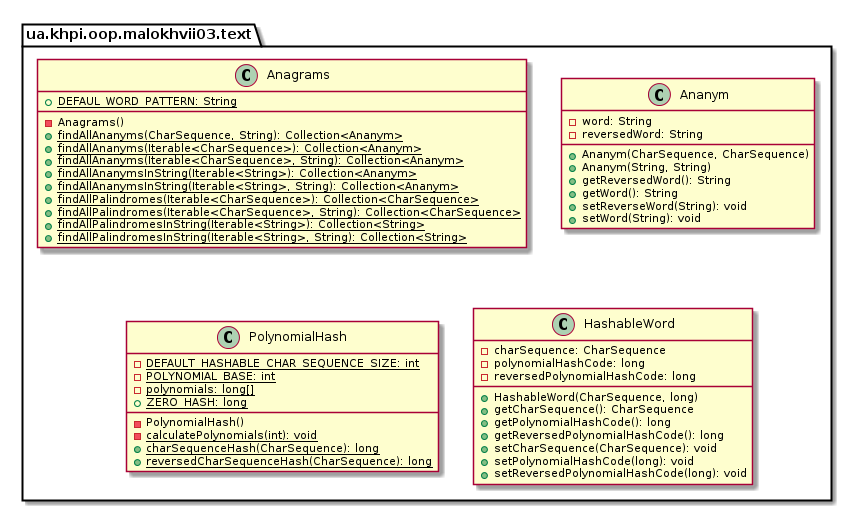 ua.khpi.oop.malokhvii03.text
C Anagrams
DEFAUL_WORD_PATTERN: String
Anagrams()
findAllAnanyms(CharSequence, String): Collection<Ananym>
findAllAnanyms(Iterable<CharSequence>): Collection<Ananym>
findAllAnanyms(Iterable<CharSequence>, String): Collection<Ananym>
findAllAnanymsInString(Iterable<String>): Collection<Ananym>
findAllAnanymsInString(Iterable<String>, String): Collection<Ananym>
findAllPalindromes(Iterable<CharSequence>): Collection<CharSequence>
findAllPalindromes(Iterable<CharSequence>, String): Collection<CharSequence>
findAllPalindromesInString(Iterable<String>): Collection<String>
findAllPalindromesInString(Iterable<String>, String): Collection<String>
C Ananym
word: String
reversedWord: String
Ananym(CharSequence, CharSequence)
Ananym(String, String)
getReversedWord(): String
getWord(): String
setReverseWord(String): void
setWord(String): void
C PolynomialHash
DEFAULT_HASHABLE_CHAR_SEQUENCE_SIZE: int
POLYNOMIAL_BASE: int
polynomials: long[]
ZERO_HASH: long
PolynomialHash()
calculatePolynomials(int): void
charSequenceHash(CharSequence): long
reversedCharSequenceHash(CharSequence): long
C HashableWord
charSequence: CharSequence
polynomialHashCode: long
reversedPolynomialHashCode: long
HashableWord(CharSequence, long)
getCharSequence(): CharSequence
getPolynomialHashCode(): long
getReversedPolynomialHashCode(): long
setCharSequence(CharSequence): void
setPolynomialHashCode(long): void
setReversedPolynomialHashCode(long): void